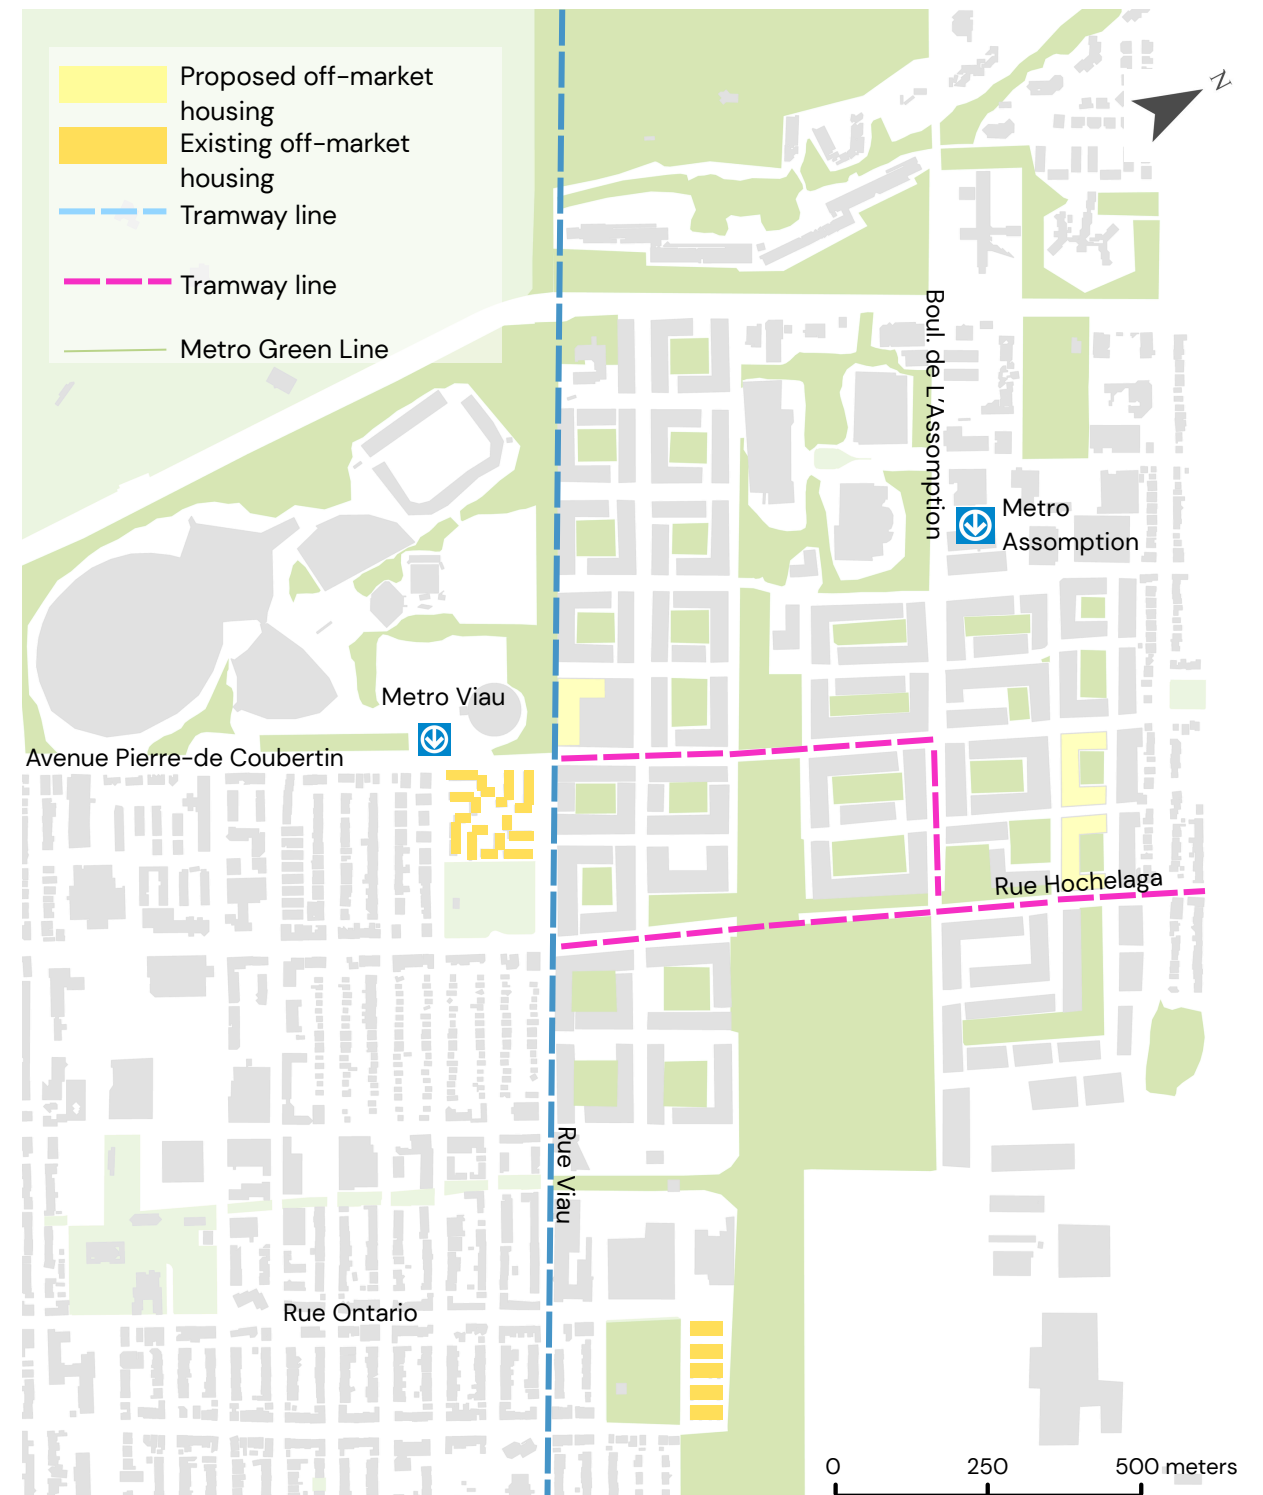 Proposed off-market
housing
Existing off-market
housing
Tramway line
Tramway line
Metro Green Line
N
Boul. de L'Assomption
Metro
Assomption
Metro Viau
Avenue Pierre-de Coubertin
Rue Hochelaga
Rue Viau
Rue Ontario
0 250 500 meters